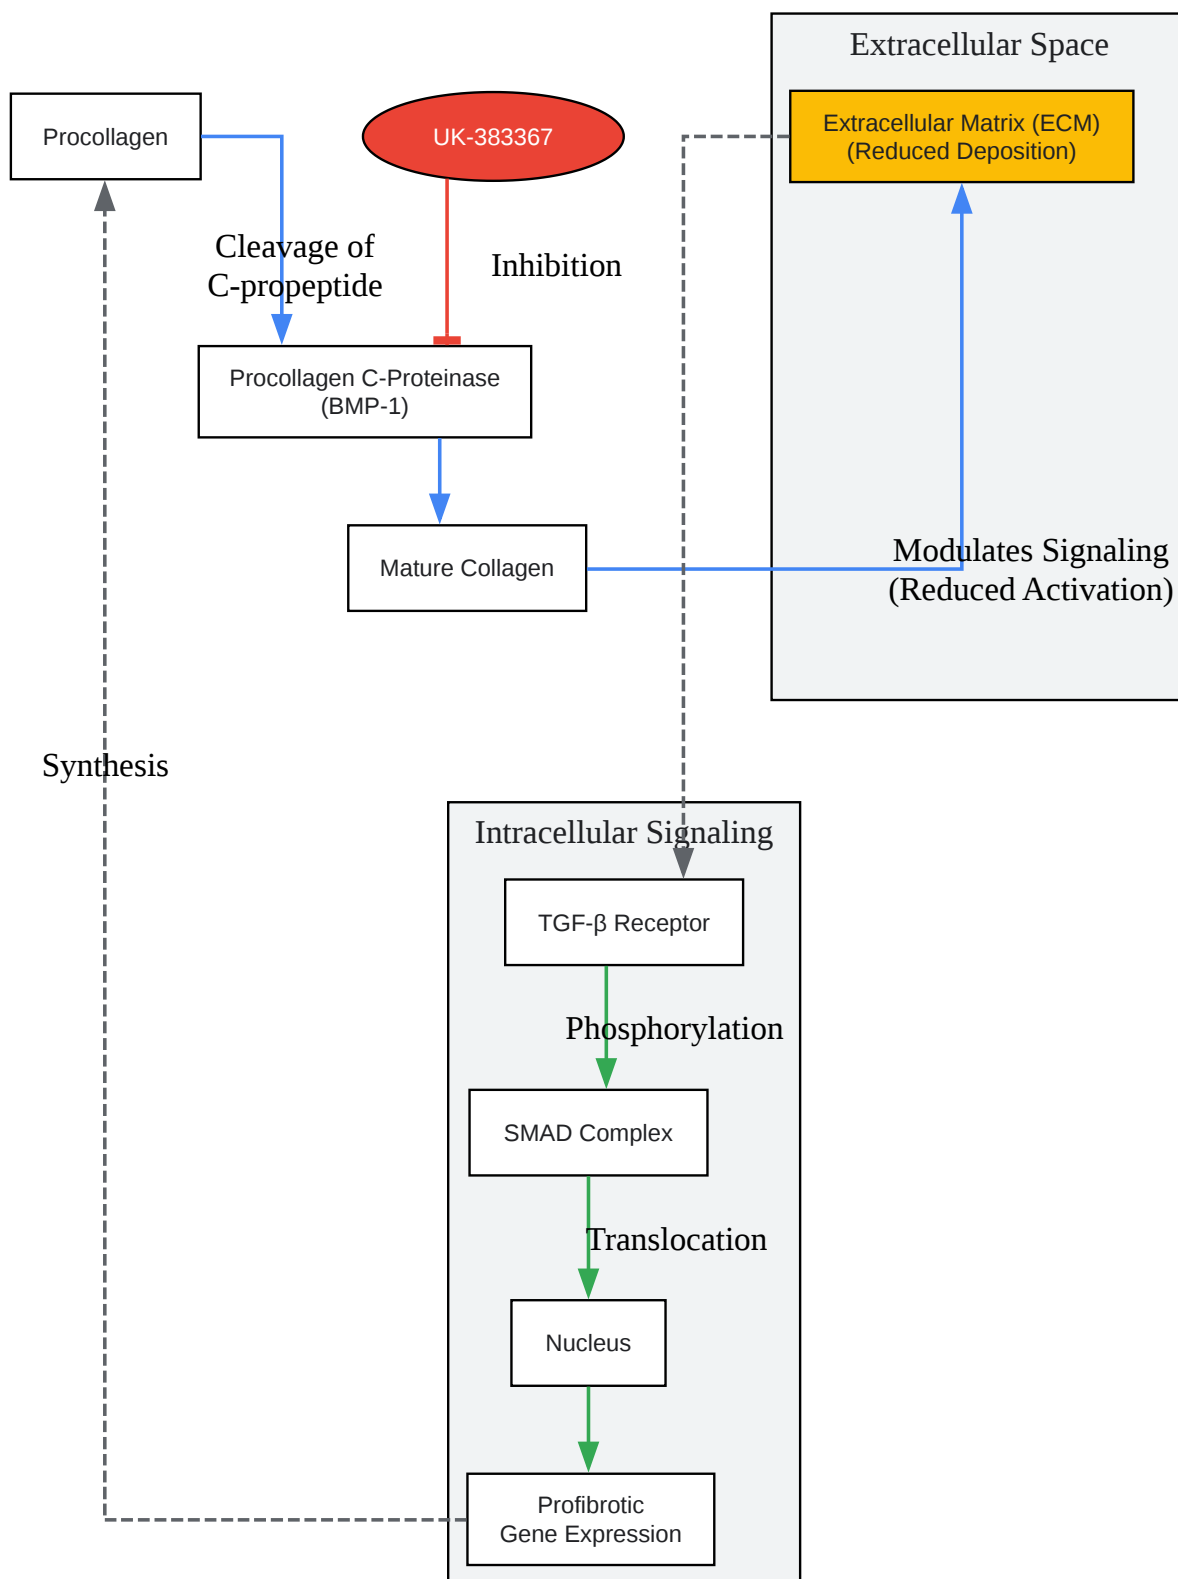 Extracellular Space
Procollagen
UK-383367
Extracellular Matrix (ECM)
(Reduced Deposition)
Cleavage of
C-propeptide
Inhibition
Procollagen C-Proteinase
(BMP-1)
Mature Collagen
Modulates Signaling
(Reduced Activation)
Synthesis
Intracellular Signaling
TGF-β Receptor
Phosphorylation
SMAD Complex
Translocation
Nucleus
Profibrotic
Gene Expression